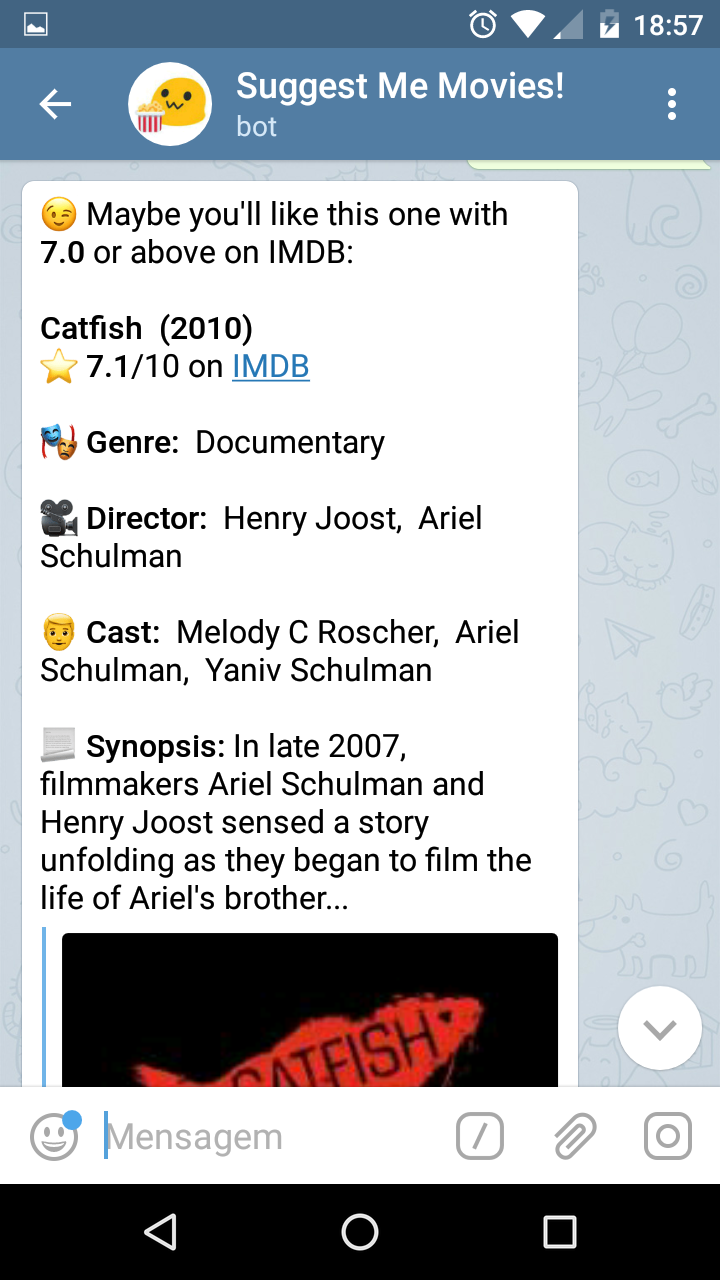 18:57
Suggest Me Movies!
bot
😉 Maybe you'll like this one with
7.0 or above on IMDB:
Catfish (2010)
⭐ 7.1/10 on IMDB
🎭 Genre: Documentary
🎥 Director: Henry Joost, Ariel
Schulman
👨 Cast: Melody C Roscher, Ariel
Schulman, Yaniv Schulman
📃 Synopsis: In late 2007,
filmmakers Ariel Schulman and
Henry Joost sensed a story
unfolding as they began to film the
life of Ariel's brother...
CATFISH
Mensagem